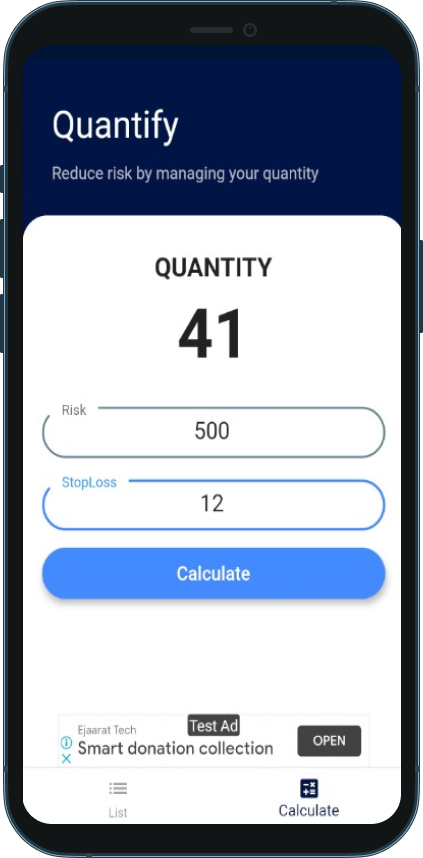 Quantify
Reduce risk by managing your quantity
QUANTITY
41
Risk
500
StopLoss
12
Calculate
Test Ad
Ejaarat Tech
Smart donation collection
OPEN
List
Calculate